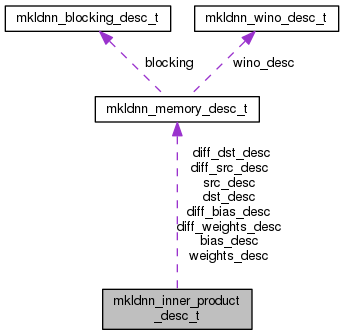 mkldnn_blocking_desc_t
mkldnn_wino_desc_t
blocking
wino_desc
mkldnn_memory_desc_t
diff_dst_desc
diff_src_desc
src_desc
dst_desc
diff_bias_desc
diff_weights_desc
bias_desc
weights_desc
mkldnn_inner_product
_desc_t